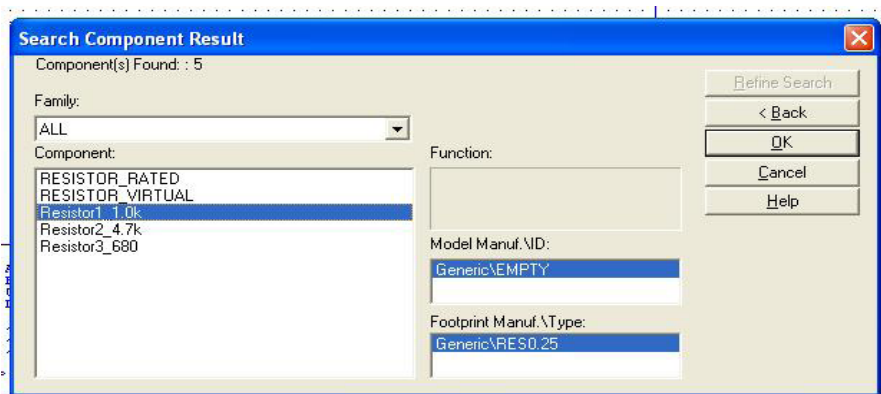 Search Component Result
Component(s) Found: : 5
Family:
ALL
Component:
RESISTOR_RATED
RESISTOR_VIRTUAL
Resistor1_1.0k
Resistor2_4.7k
Resistor3_680
Function:
Model Manuf.\ID:
Generic\EMPTY
Footprint Manuf.\Type:
Generic\RES0.25
Refine Search
< Back
OK
Cancel
Help